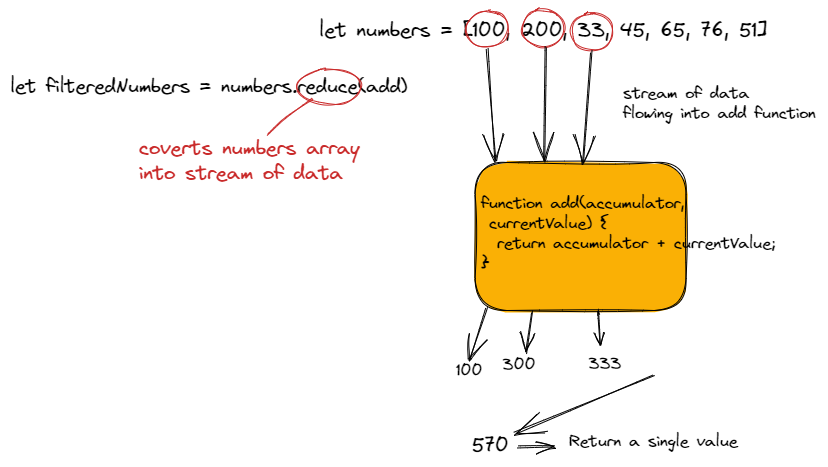 let numbers = [100, 200, 33, 45, 65, 76, 51]
let filteredNumbers = numbers.reduce(add)
stream of data
flowing into add function
coverts numbers array
into stream of data
function add(accumulator,
currentValue) {
return accumulator + currentValue;
}
100 300 333
570 Return a single value